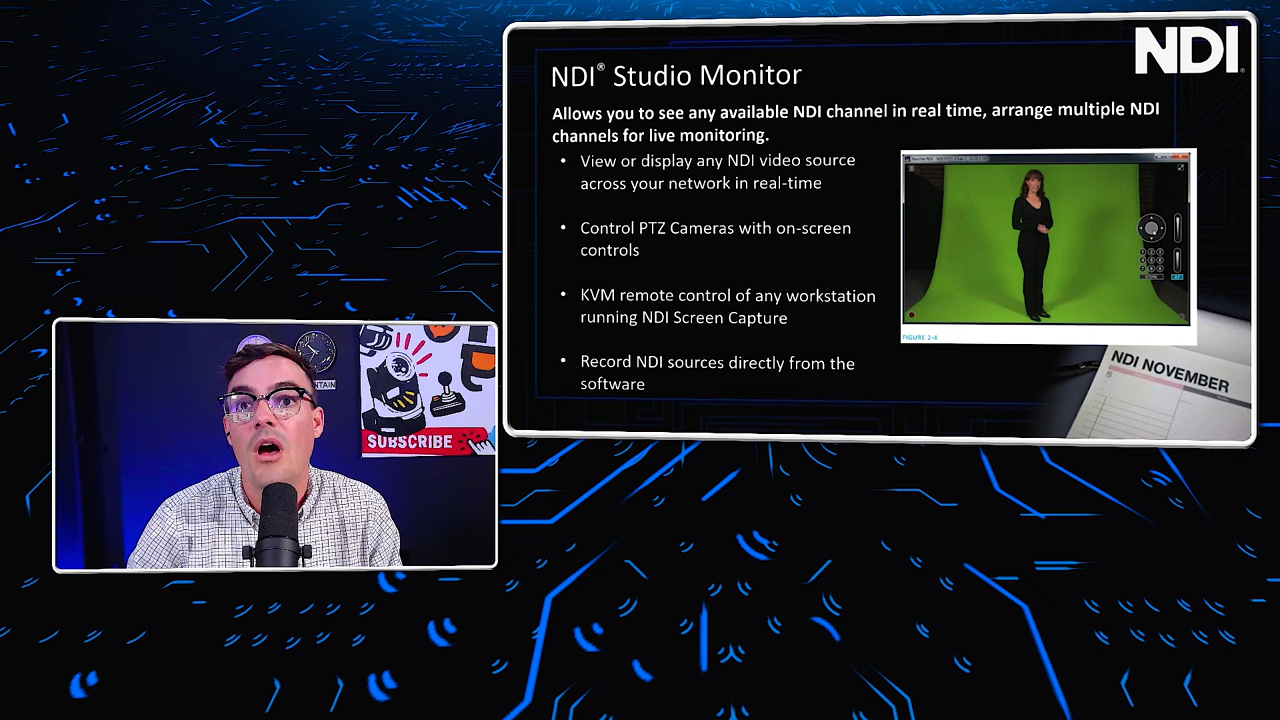 NDI
NDI® Studio Monitor
Allows you to see any available NDI channel in real time, arrange multiple NDI
channels for live monitoring.
• View or display any NDI video source
across your network in real-time
• Control PTZ Cameras with on-screen
controls
• KVM remote control of any workstation
running NDI Screen Capture
• Record NDI sources directly from the
software
FIGURE 2-4
NDI NOVEMBER
SUBSCRIBE